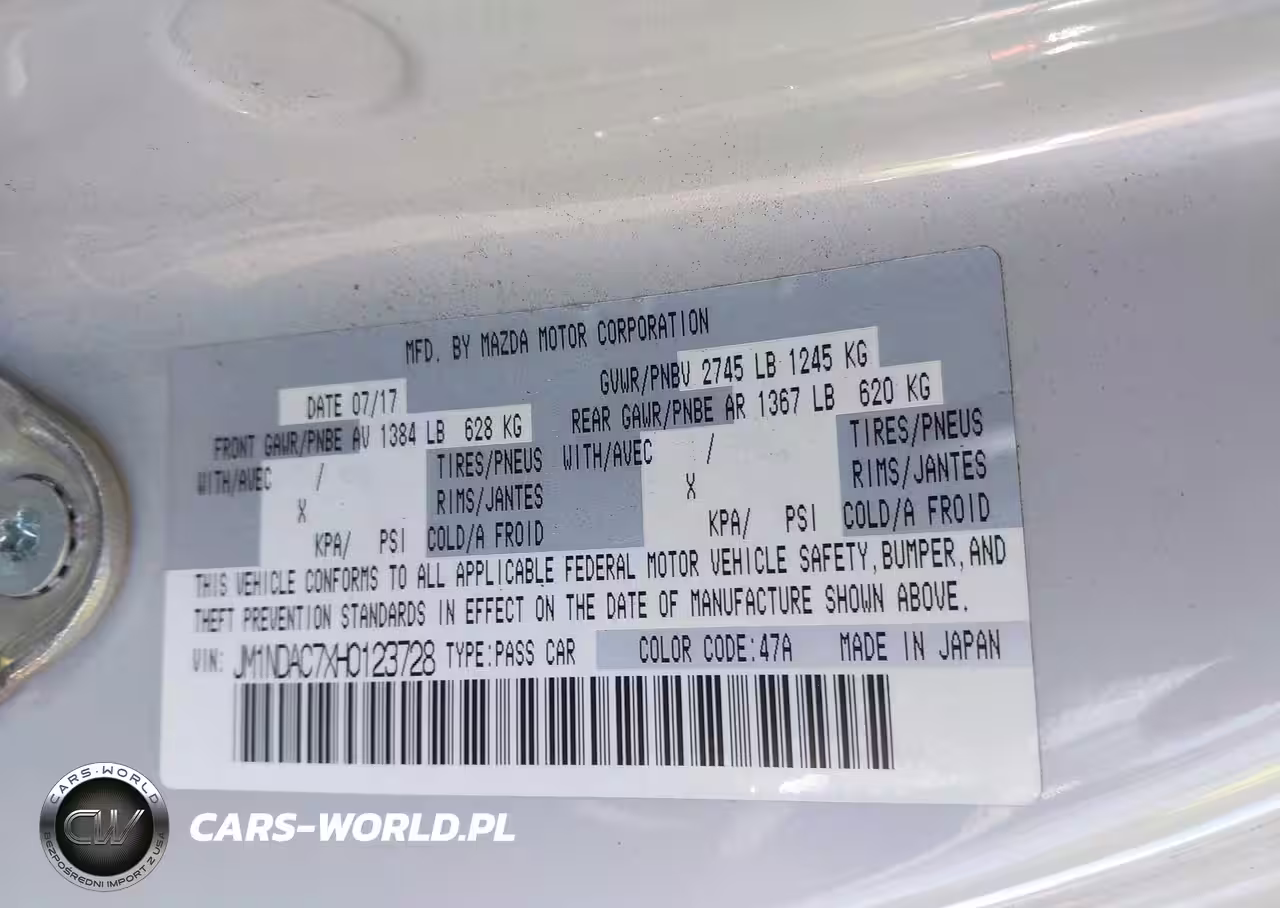 MFD. BY MAZDA MOTOR CORPORATION
DATE 07/17 GVWR/PNBV 2745 LB 1245 KG
FRONT GAWR/PNBE AV 1384 LB 628 KG REAR GAWR/PNBE AR 1367 LB 620 KG
WITH/AVEC / TIRES/PNEUS WITH/AVEC / TIRES/PNEUS
X RIMS/JANTES X RIMS/JANTES
KPA/ PSI COLD/A FROID KPA/ PSI COLD/A FROID
THIS VEHICLE CONFORMS TO ALL APPLICABLE FEDERAL MOTOR VEHICLE SAFETY, BUMPER, AND
THEFT PREVENTION STANDARDS IN EFFECT ON THE DATE OF MANUFACTURE SHOWN ABOVE.
VIN: JM1NDAC7XH0123728 TYPE:PASS CAR COLOR CODE:47A MADE IN JAPAN
CARS-WORLD
CW
BEZPOŚREDNI IMPORT Z USA
CARS-WORLD.PL